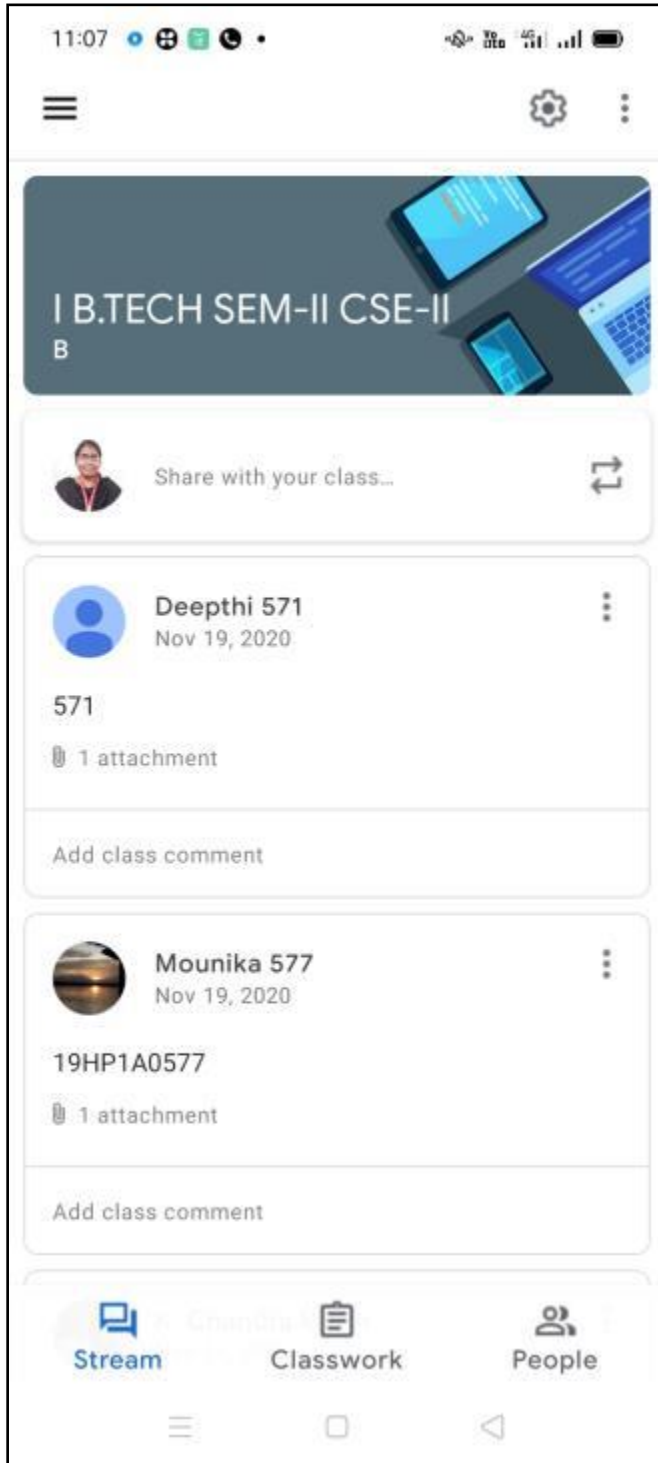 11:07
I B.TECH SEM-II CSE-II
B
Share with your class...
Deepthi 571
Nov 19, 2020
571
1 attachment
Add class comment
Mounika 577
Nov 19, 2020
19HP1A0577
1 attachment
Add class comment
Stream Classwork People